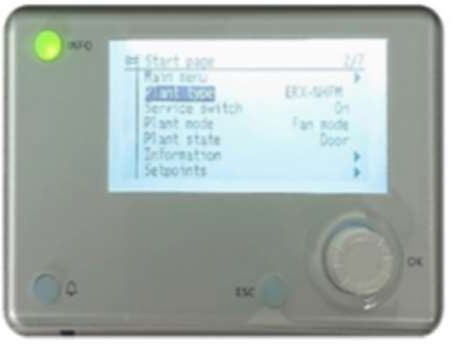 INFO
Start page 2/7
Main menu
Plant type ERX-NHPM
Service switch On
Plant mode Fan mode
Plant state Door
Information
Setpoints
OK
ESC